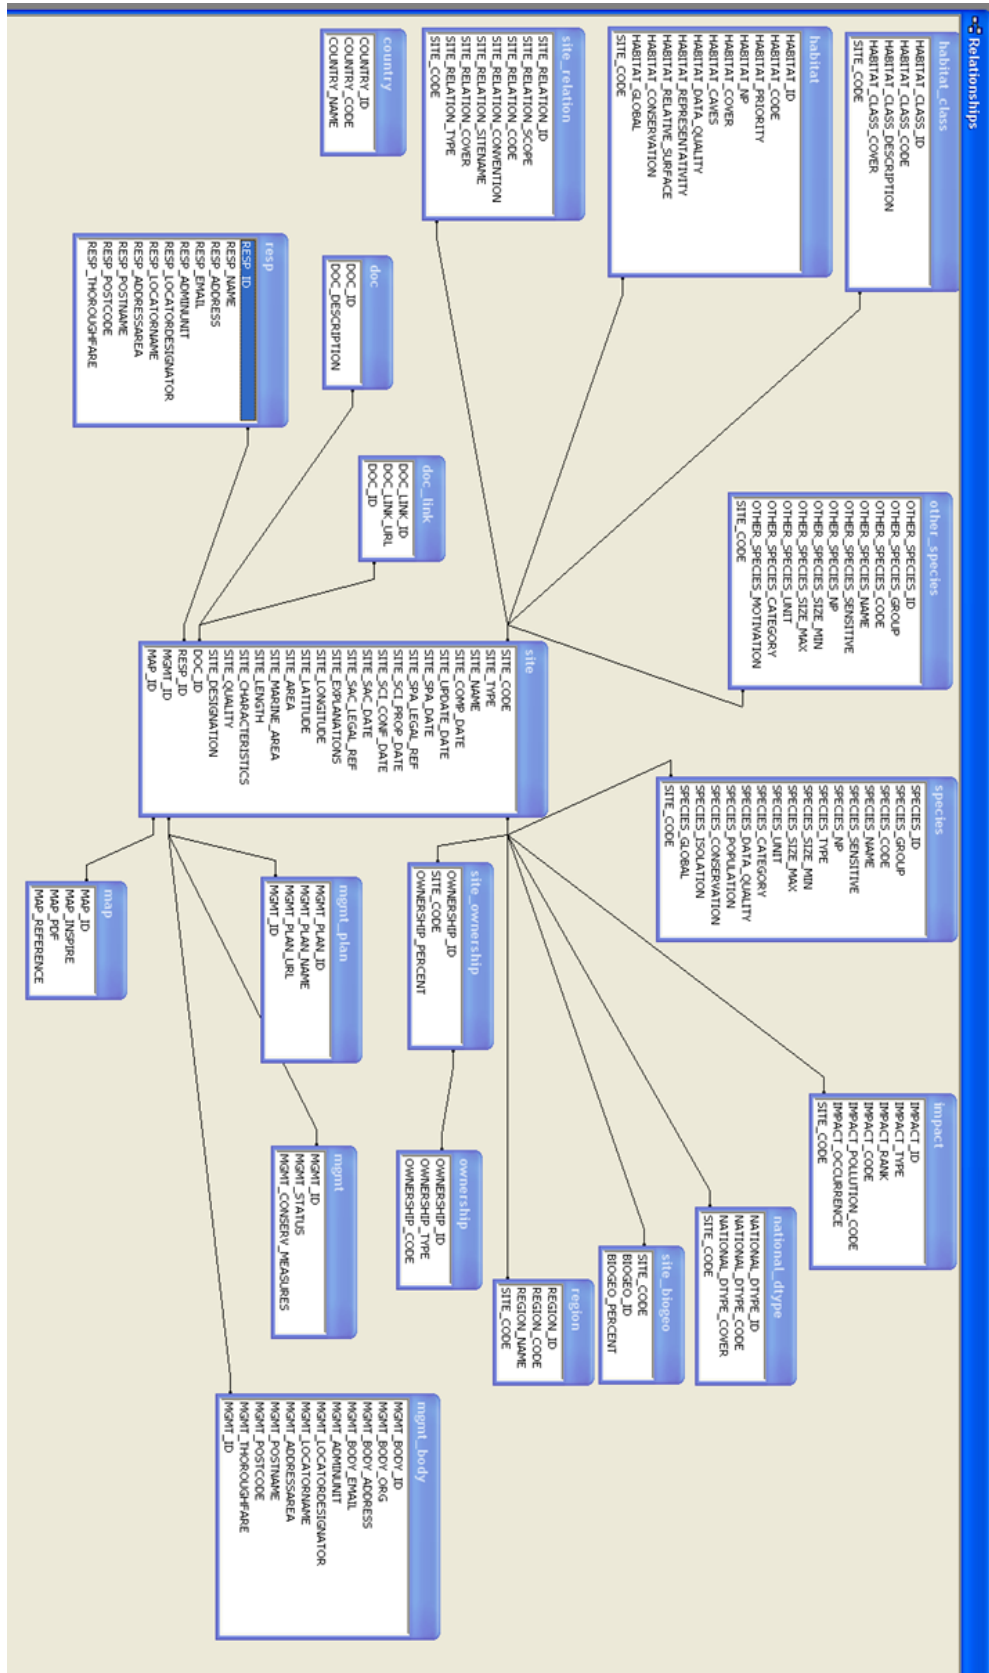 Relationships
habitat_class
HABITAT_CLASS_ID
HABITAT_CLASS_CODE
HABITAT_CLASS_DESCRIPTION
HABITAT_CLASS_COVER
SITE_CODE
habitat
HABITAT_ID
HABITAT_CODE
HABITAT_PRIORITY
HABITAT_NP
HABITAT_COVER
HABITAT_CAVES
HABITAT_DATA_QUALITY
HABITAT_REPRESENTATIVITY
HABITAT_RELATIVE_SURFACE
HABITAT_CONSERVATION
HABITAT_GLOBAL
SITE_CODE
site_relation
SITE_RELATION_ID
SITE_RELATION_SCOPE
SITE_RELATION_CODE
SITE_RELATION_CONVENTION
SITE_RELATION_SITENAME
SITE_RELATION_COVER
SITE_RELATION_TYPE
SITE_CODE
country
COUNTRY_ID
COUNTRY_CODE
COUNTRY_NAME
doc
DOC_ID
DOC_DESCRIPTION
resp
RESP_ID
RESP_NAME
RESP_ADDRESS
RESP_EMAIL
RESP_ADMINUNIT
RESP_LOCATORDESIGNATOR
RESP_LOCATORNAME
RESP_ADDRESSAREA
RESP_POSTNAME
RESP_POSTCODE
RESP_THOROUGHFARE
doc_link
DOC_LINK_ID
DOC_LINK_URL
DOC_ID
other_species
OTHER_SPECIES_ID
OTHER_SPECIES_GROUP
OTHER_SPECIES_CODE
OTHER_SPECIES_NAME
OTHER_SPECIES_SENSITIVE
OTHER_SPECIES_NP
OTHER_SPECIES_SIZE_MIN
OTHER_SPECIES_SIZE_MAX
OTHER_SPECIES_UNIT
OTHER_SPECIES_CATEGORY
OTHER_SPECIES_MOTIVATION
SITE_CODE
site
SITE_CODE
SITE_TYPE
SITE_NAME
SITE_COMP_DATE
SITE_UPDATE_DATE
SITE_SPA_DATE
SITE_SPA_LEGAL_REF
SITE_SCI_PROP_DATE
SITE_SCI_CONF_DATE
SITE_SAC_DATE
SITE_SAC_LEGAL_REF
SITE_EXPLANATIONS
SITE_LONGITUDE
SITE_LATITUDE
SITE_AREA
SITE_MARINE_AREA
SITE_LENGTH
SITE_CHARACTERISTICS
SITE_QUALITY
SITE_DESIGNATION
DOC_ID
RESP_ID
MGMT_ID
MAP_ID
species
SPECIES_ID
SPECIES_GROUP
SPECIES_CODE
SPECIES_NAME
SPECIES_SENSITIVE
SPECIES_NP
SPECIES_TYPE
SPECIES_SIZE_MIN
SPECIES_SIZE_MAX
SPECIES_UNIT
SPECIES_CATEGORY
SPECIES_DATA_QUALITY
SPECIES_POPULATION
SPECIES_CONSERVATION
SPECIES_ISOLATION
SPECIES_GLOBAL
SITE_CODE
site_ownership
OWNERSHIP_ID
SITE_CODE
OWNERSHIP_PERCENT
mgmt_plan
MGMT_PLAN_ID
MGMT_PLAN_NAME
MGMT_PLAN_URL
MGMT_ID
map
MAP_ID
MAP_INSPIRE
MAP_PDF
MAP_REFERENCE
impact
IMPACT_ID
IMPACT_TYPE
IMPACT_RANK
IMPACT_CODE
IMPACT_POLLUTION_CODE
IMPACT_OCCURRENCE
SITE_CODE
national_dtype
NATIONAL_DTYPE_ID
NATIONAL_DTYPE_CODE
NATIONAL_DTYPE_COVER
SITE_CODE
site_biogeo
SITE_CODE
BIOGEO_ID
BIOGEO_PERCENT
region
REGION_ID
REGION_CODE
REGION_NAME
SITE_CODE
ownership
OWNERSHIP_ID
OWNERSHIP_TYPE
OWNERSHIP_CODE
mgmt
MGMT_ID
MGMT_STATUS
MGMT_CONSERV_MEASURES
mgmt_body
MGMT_BODY_ID
MGMT_BODY_ORG
MGMT_BODY_ADDRESS
MGMT_BODY_EMAIL
MGMT_ADMINUNIT
MGMT_LOCATORDESIGNATOR
MGMT_LOCATORNAME
MGMT_ADDRESSAREA
MGMT_POSTNAME
MGMT_POSTCODE
MGMT_THOROUGHFARE
MGMT_ID